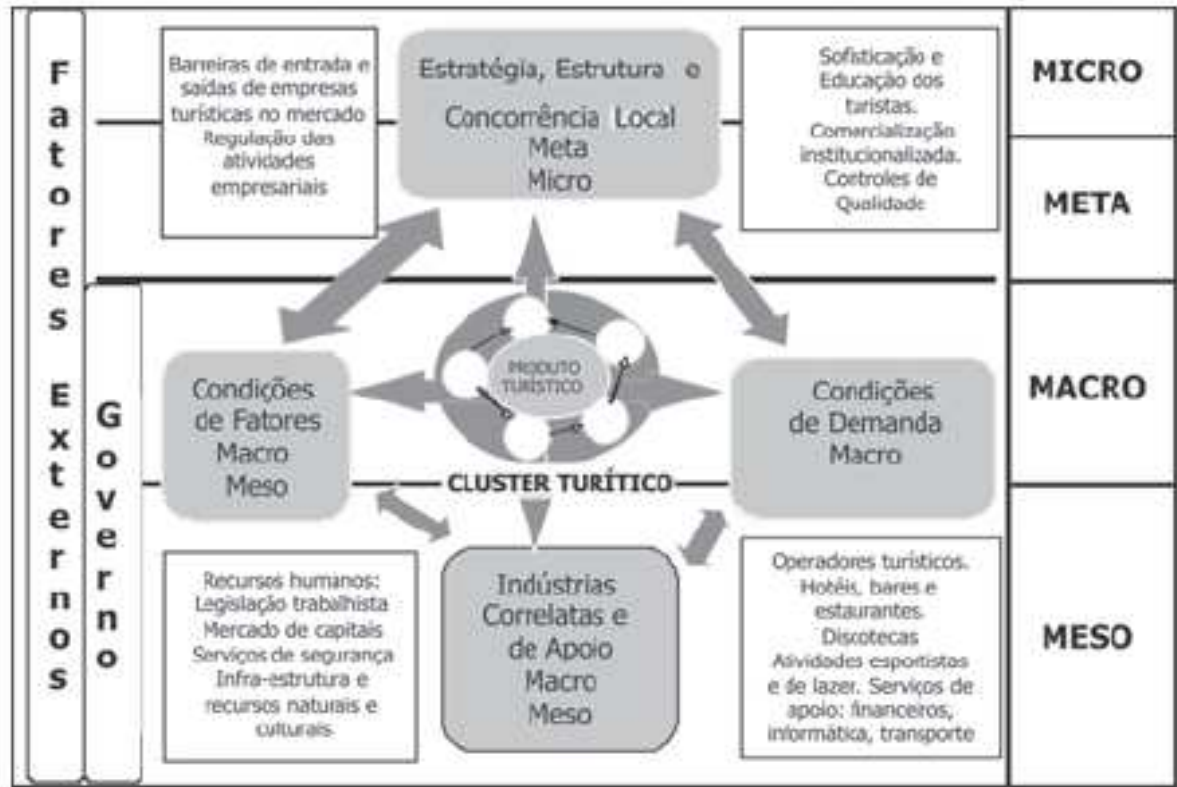 Fatores Externos
Governo
Barreiras de entrada e
saídas de empresas
turísticas no mercado
Regulação das
atividades
empresariais
Estratégia, Estrutura e
Concorrência Local
Meta
Micro
Sofisticação e
Educação dos
turistas.
Comercialização
institucionalizada.
Controles de
Qualidade
MICRO
META
MACRO
MESO
Condições
de Fatores
Macro
Meso
PRODUTO
TURÍSTICO
CLUSTER TURÍTICO
Condições
de Demanda
Macro
Recursos humanos:
Legislação trabalhista
Mercado de capitais
Serviços de segurança
Infra-estrutura e
recursos naturais e
culturais
Indústrias
Correlatas e
de Apoio
Macro
Meso
Operadores turísticos.
Hotéis, bares e
estaurantes.
Discotecas
Atividades esportistas
e de lazer. Serviços de
apoio: financeiros,
informática, transporte